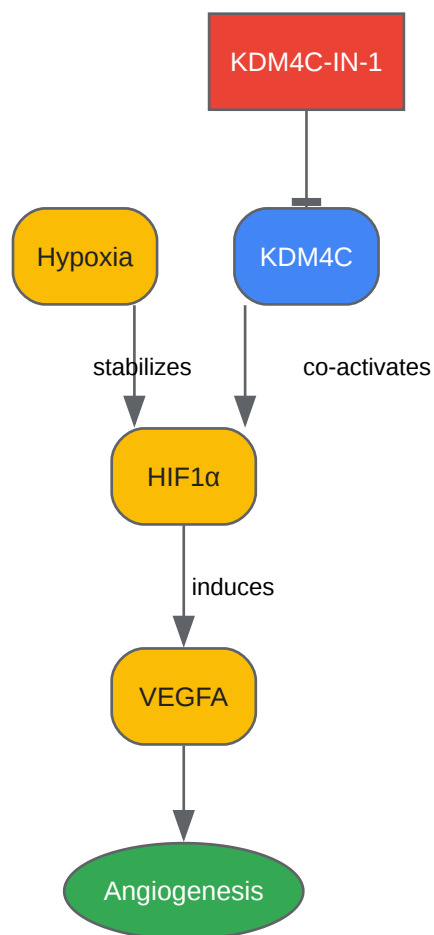 KDM4C-IN-1
Hypoxia
KDM4C
stabilizes
co-activates
HIF1α
induces
VEGFA
Angiogenesis